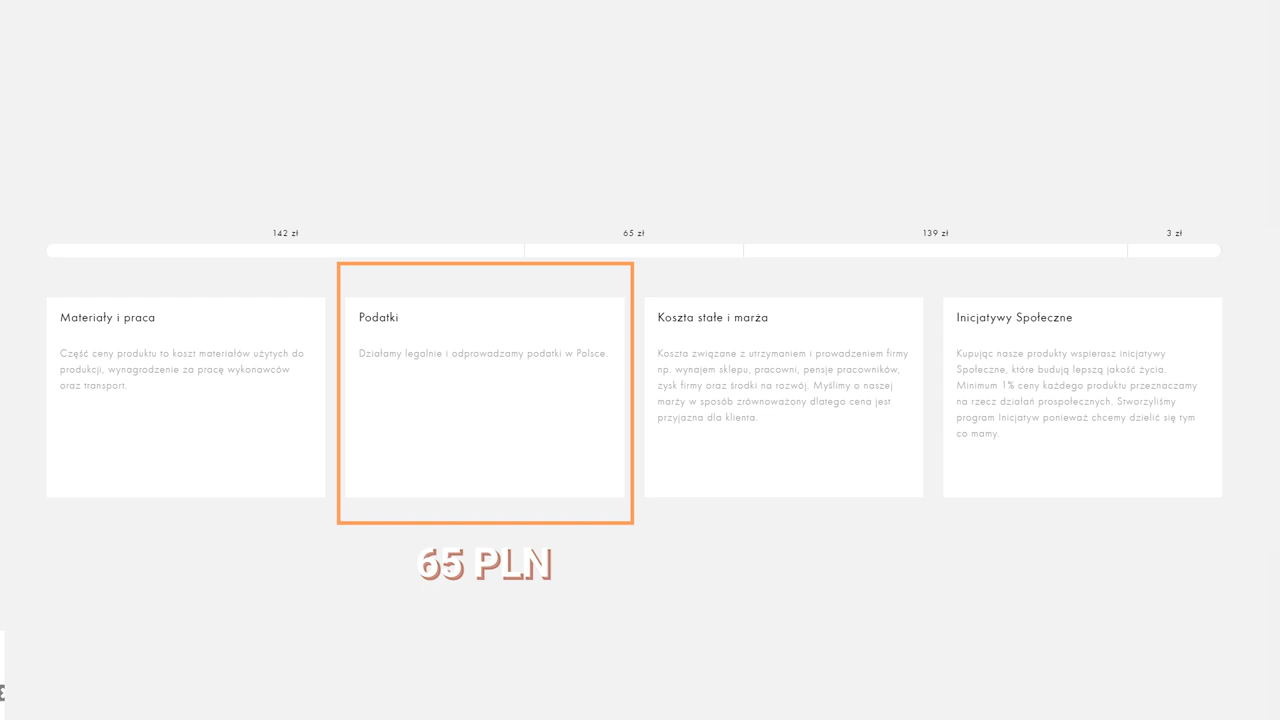 142 zł
65 zł
139 zł
3 zł
Materiały i praca
Część ceny produktu to koszt materiałów użytych do
produkcji, wynagrodzenie za pracę wykonawców
oraz transport.
Podatki
Działamy legalnie i odprowadzamy podatki w Polsce.
Koszta stałe i marża
Koszta związane z utrzymaniem i prowadzeniem firmy
np. wynajem sklepu, pracowni, pensje pracowników,
zysk firmy oraz środki na rozwój. Myślimy o naszej
marży w sposób zrównoważony dlatego cena jest
przyjazna dla klienta.
Inicjatywy Społeczne
Kupując nasze produkty wspierasz inicjatywy
Społeczne, które budują lepszą jakość życia.
Minimum 1% ceny każdego produktu przeznaczamy
na rzecz działań prospołecznych. Stworzyliśmy
program Inicjatyw ponieważ chcemy dzielić się tym
co mamy.
65 PLN